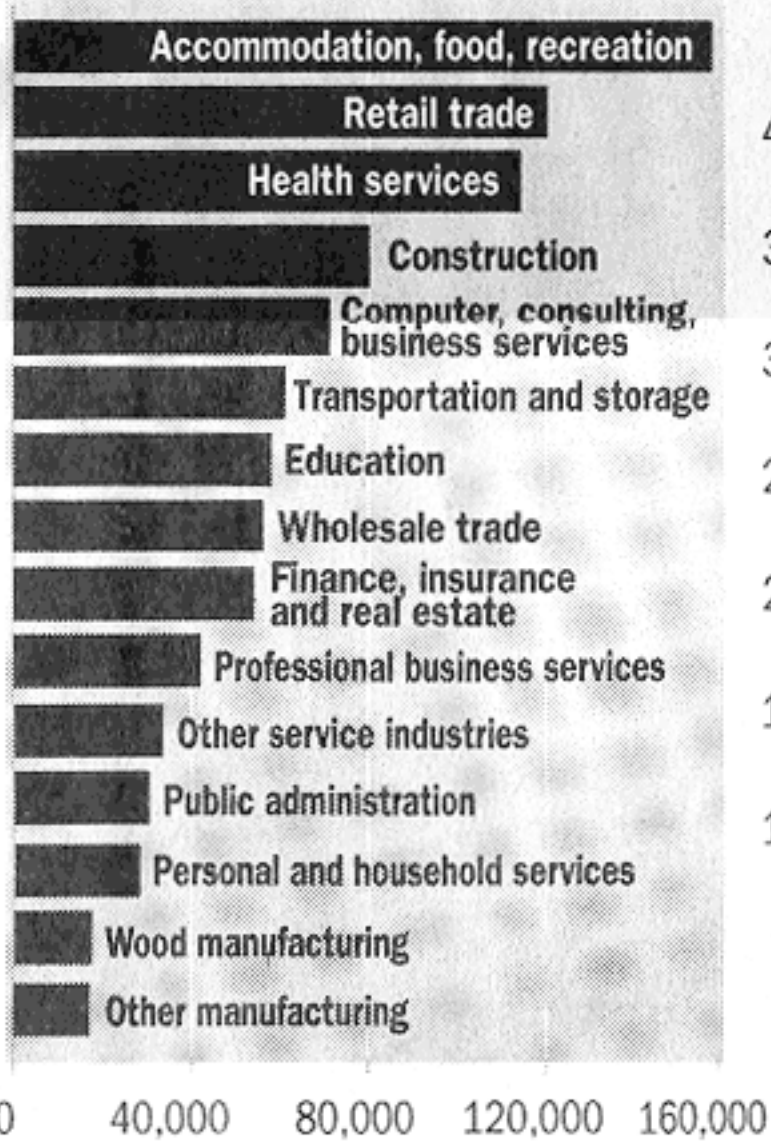 Accommodation, food, recreation
Retail trade
Health services
Construction
Computer, consulting,
business services
Transportation and storage
Education
Wholesale trade
Finance, insurance
and real estate
Professional business services
Other service industries
Public administration
Personal and household services
Wood manufacturing
Other manufacturing
0 40,000 80,000 120,000 160,000